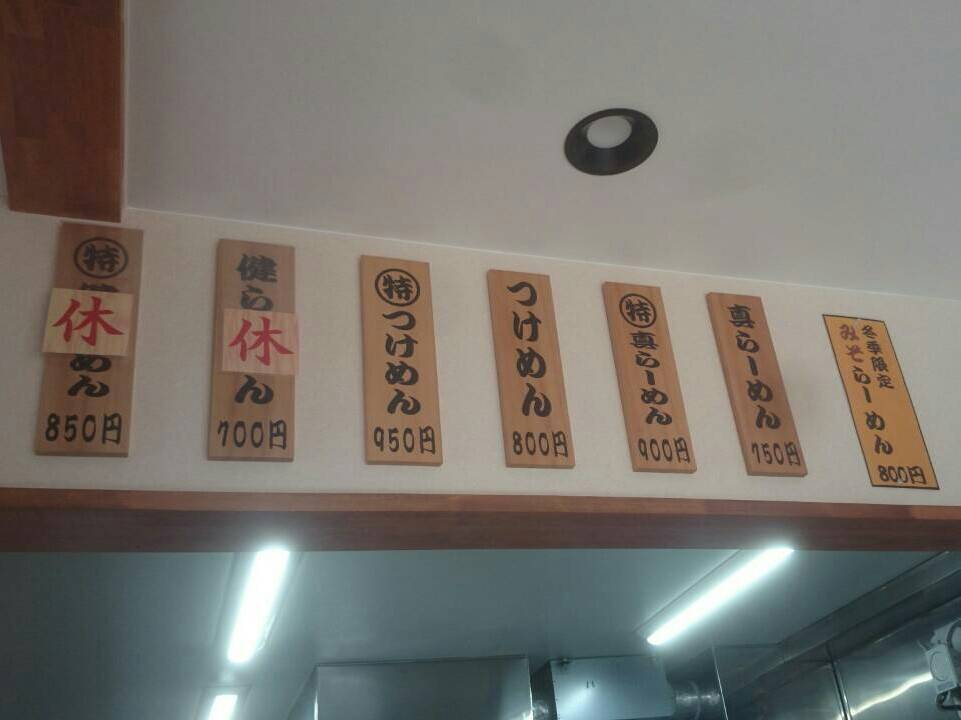 冬季限定
みそらーめん
800円
真らーめん
750円
特真らーめん
900円
つけめん
800円
特つけめん
950円
健ら
休
ん
700円
特
休
めん
850円